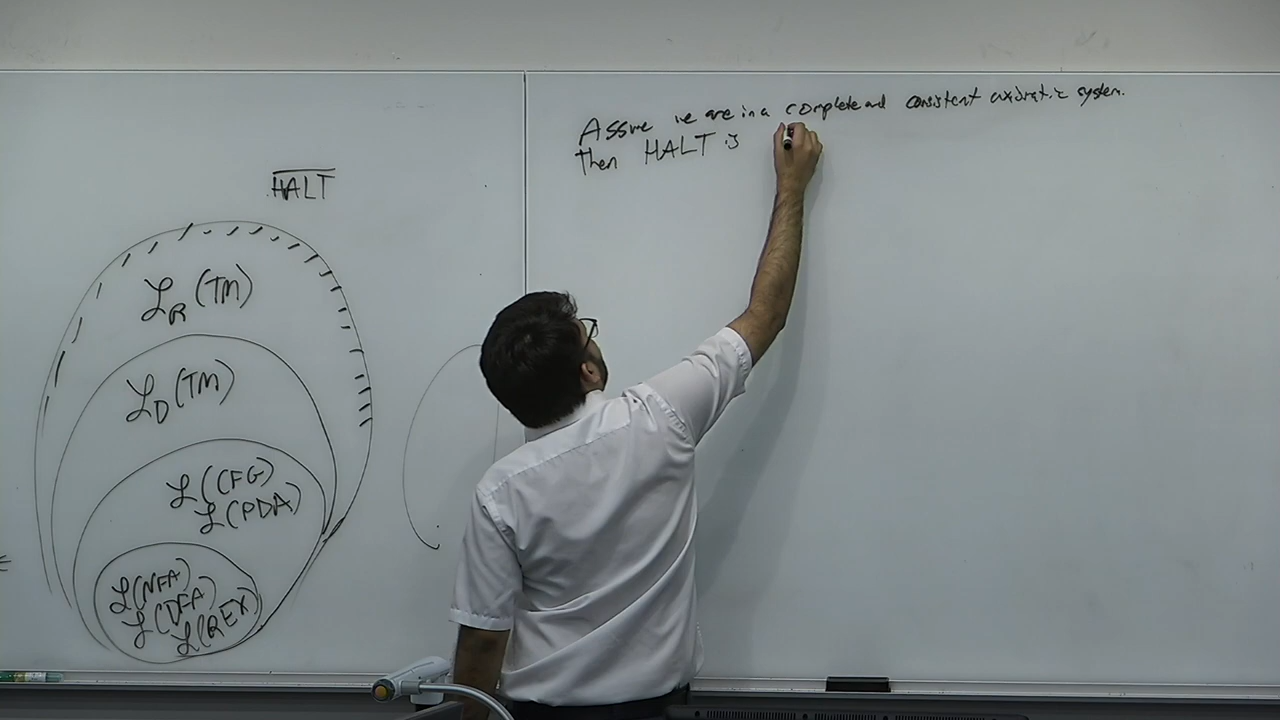 HALT
ℒ_R (TM)
ℒ_D (TM)
ℒ(CFG)
ℒ(PDA)
ℒ(NFA)
ℒ(DFA)
ℒ(REX)
Assume we are in a complete and consistent axiomatic system.
then HALT is